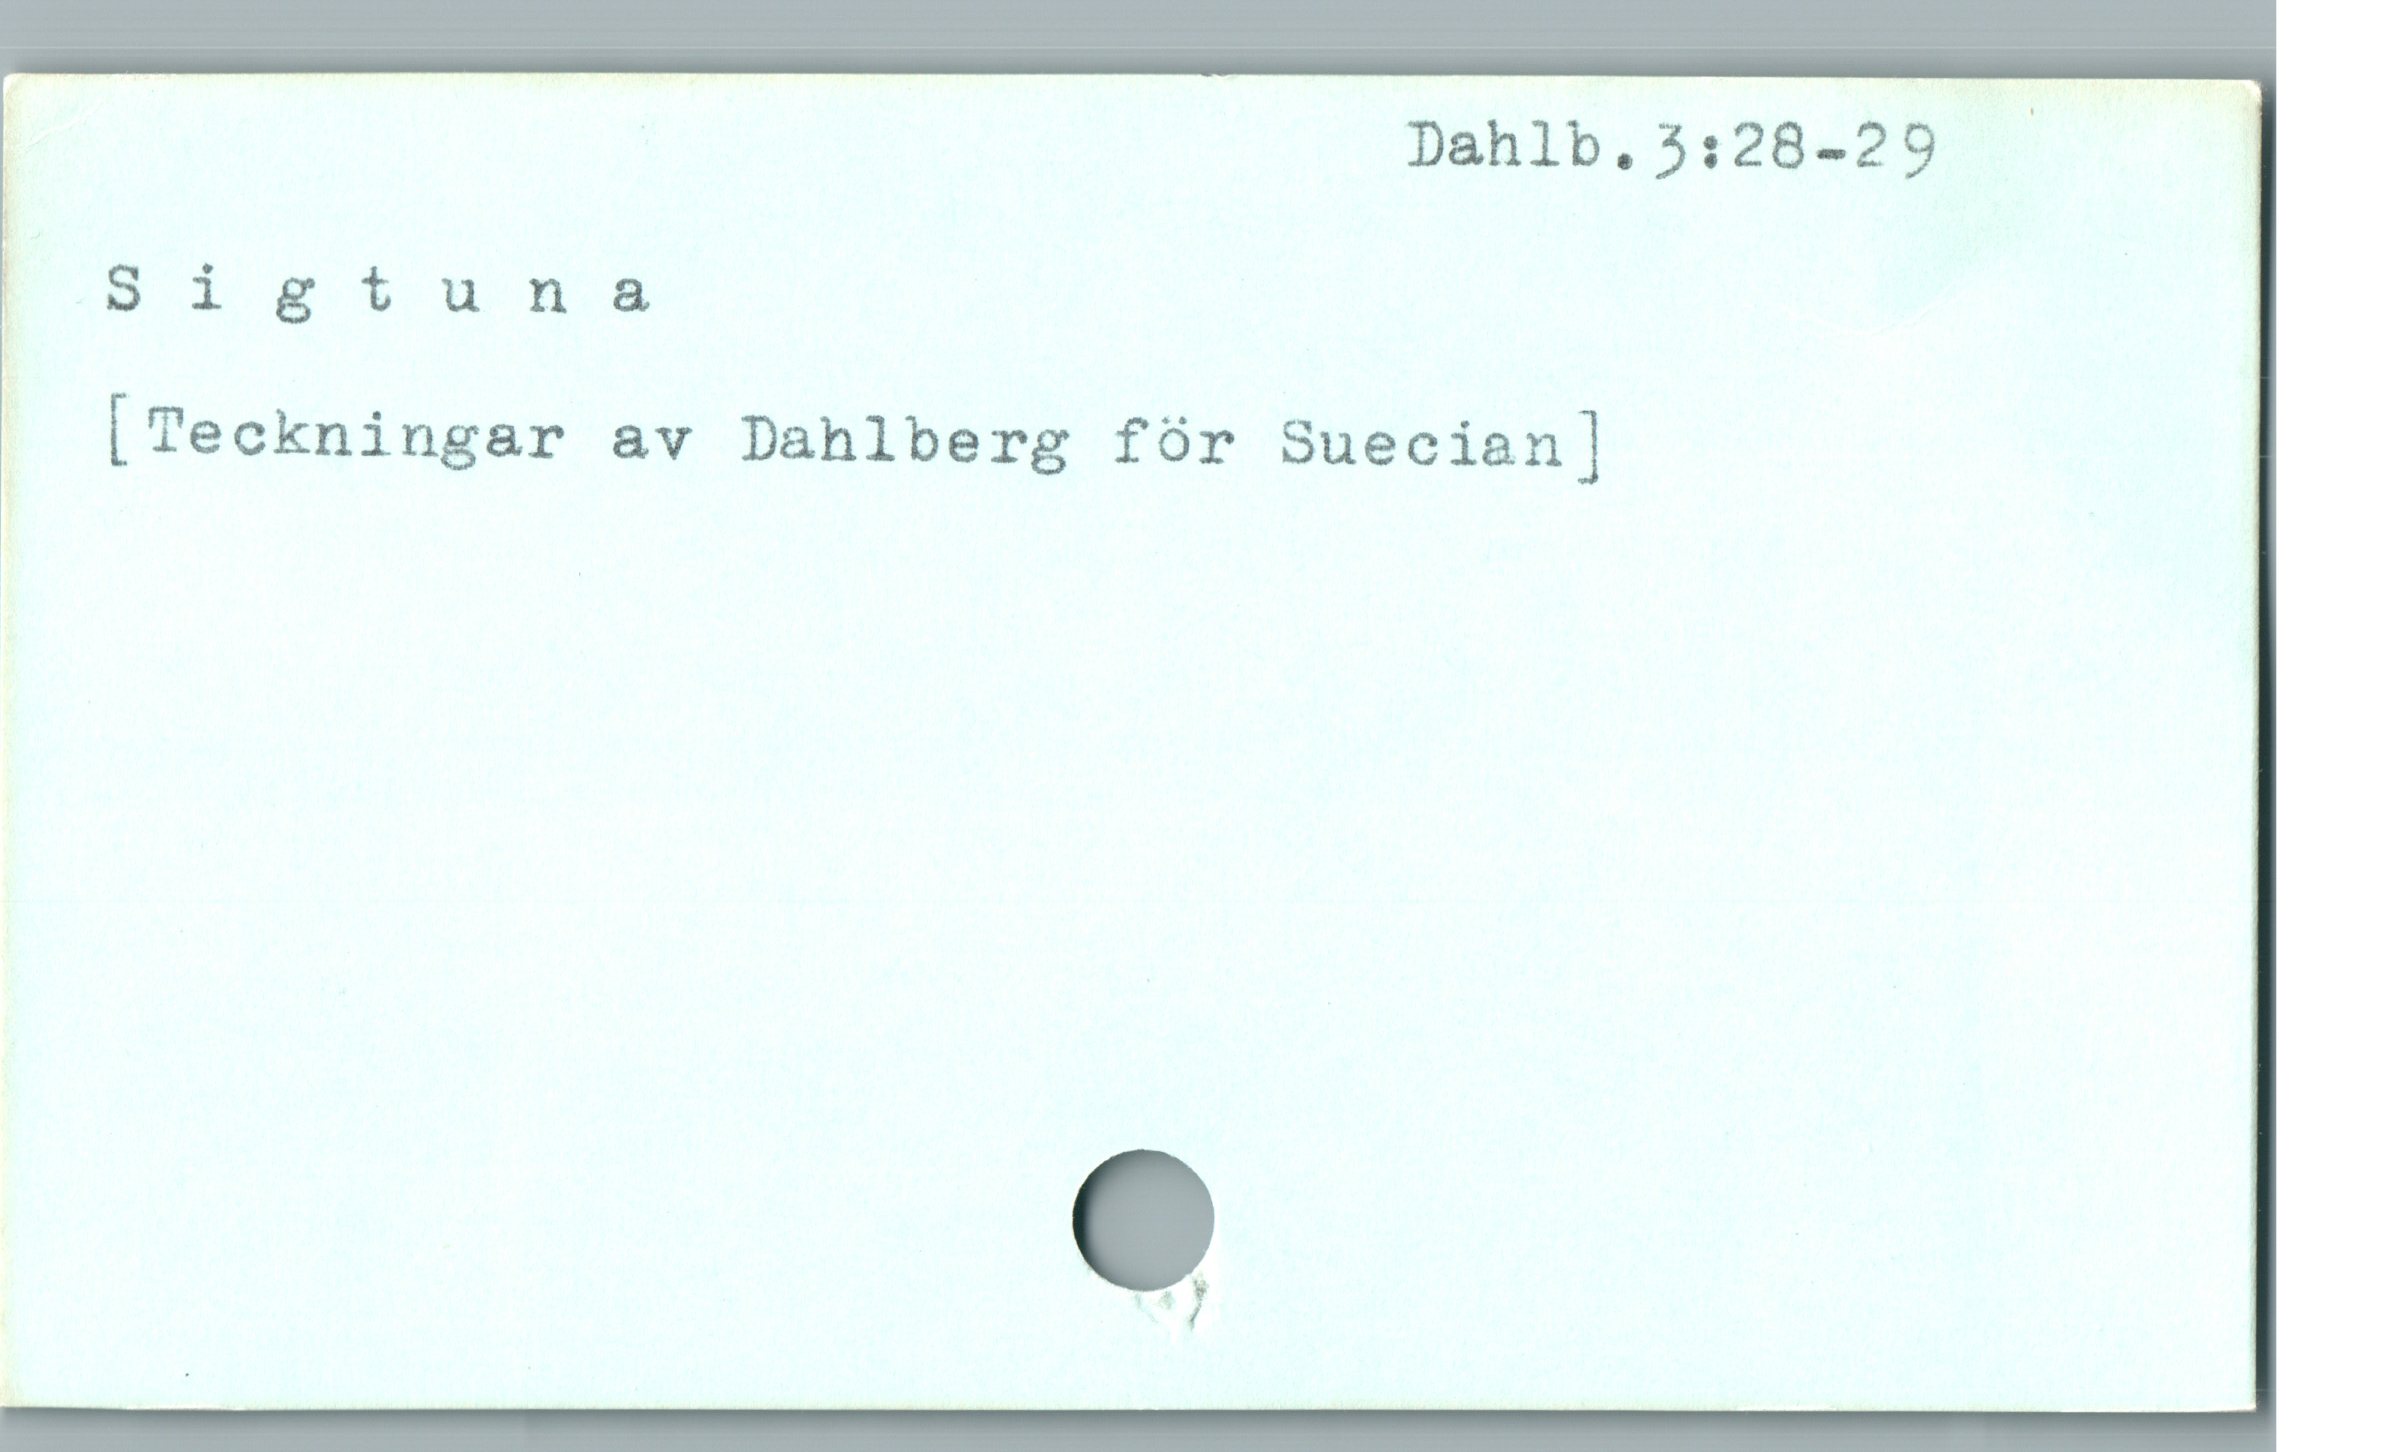 Dahlb.3:28-29
S i g t u n a
[Teckningar av Dahlberg för Suecian]